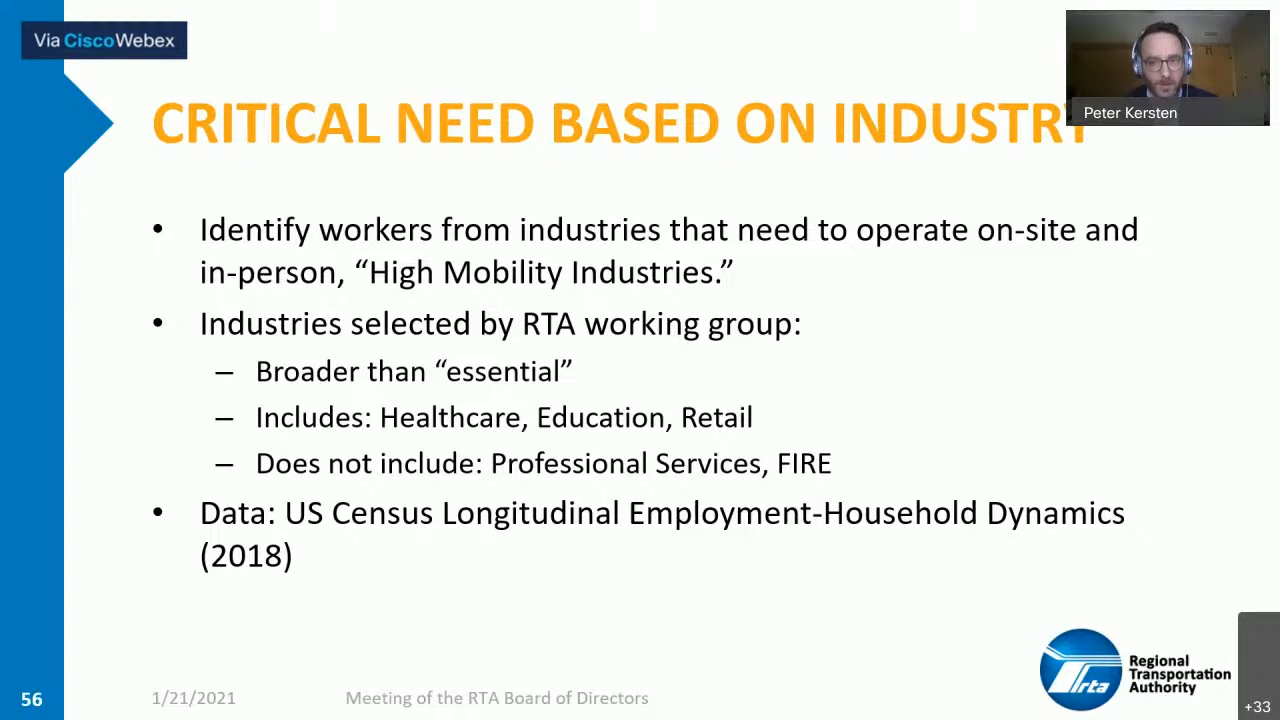 Via CiscoWebex
Peter Kersten
CRITICAL NEED BASED ON INDUSTRY
• Identify workers from industries that need to operate on-site and
in-person, “High Mobility Industries.”
• Industries selected by RTA working group:
– Broader than “essential”
– Includes: Healthcare, Education, Retail
– Does not include: Professional Services, FIRE
• Data: US Census Longitudinal Employment-Household Dynamics
(2018)
rta
Regional
Transportation
Authority
56
1/21/2021
Meeting of the RTA Board of Directors
+33